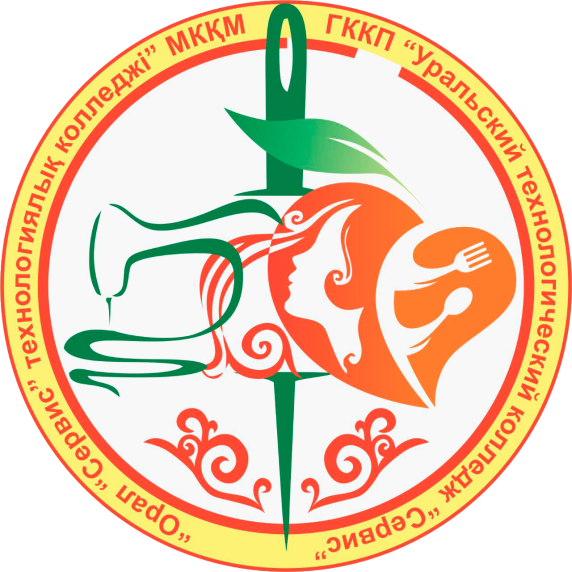 "Орал "Сервис" технологиялық колледжі" МКҚМ
ГККП "Уральский технологический колледж "Сервис"